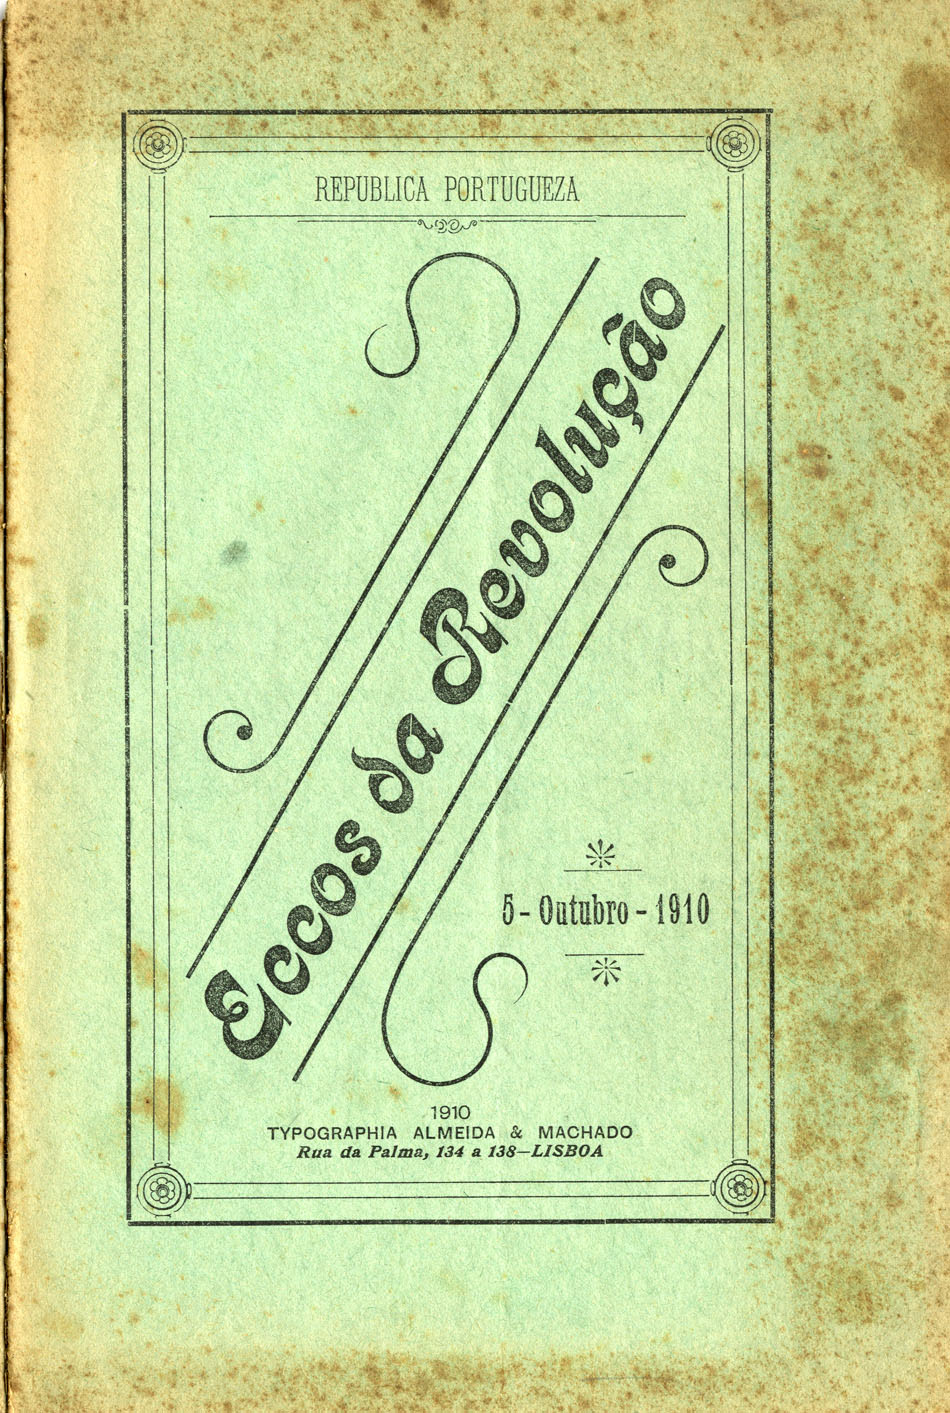 REPUBLICA PORTUGUEZA
Eccos da Revolução
5 - Outubro - 1910
1910
TYPOGRAPHIA ALMEIDA & MACHADO
Rua da Palma, 134 a 138—LISBOA